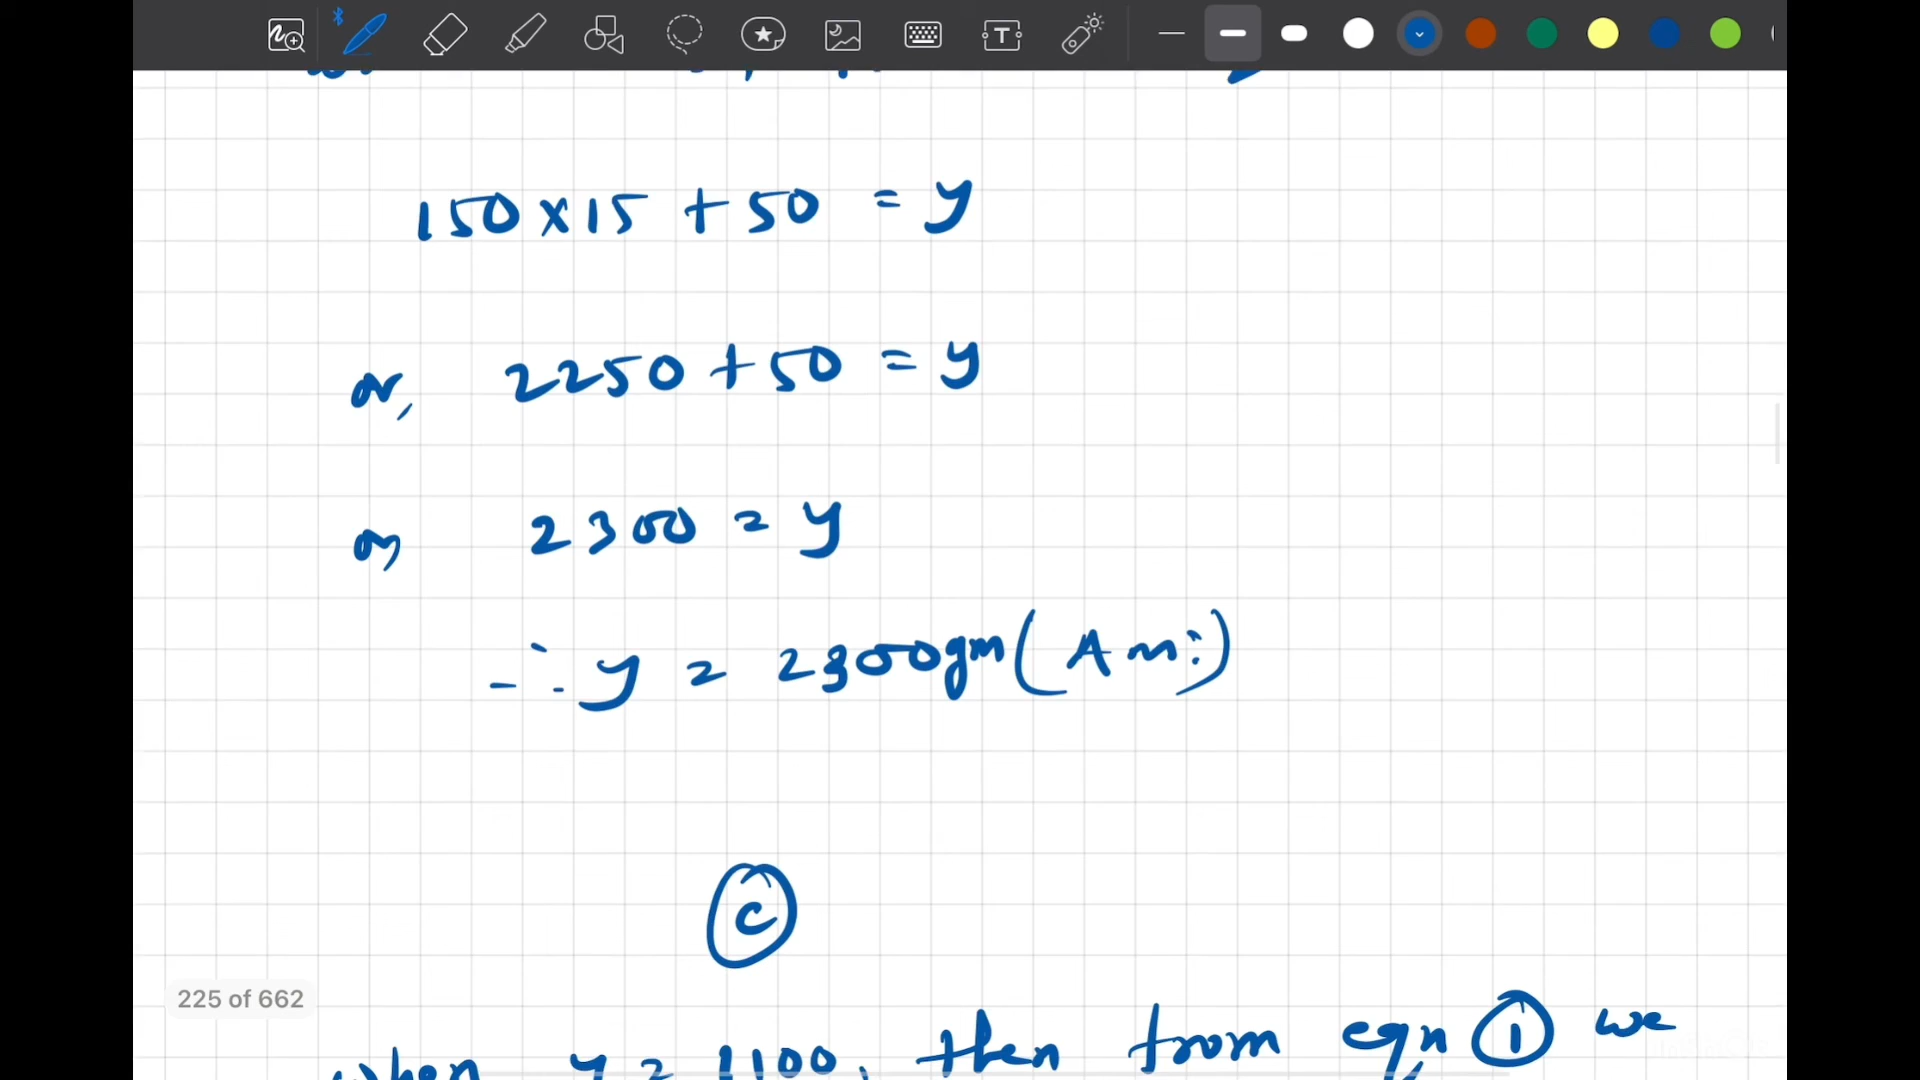 150×15 + 50 = y
or, 2250 + 50 = y
or, 2300 = y
∴ y = 2300gm (Ans:)
c
225 of 662
when y = 1100, then from eqn 1 we